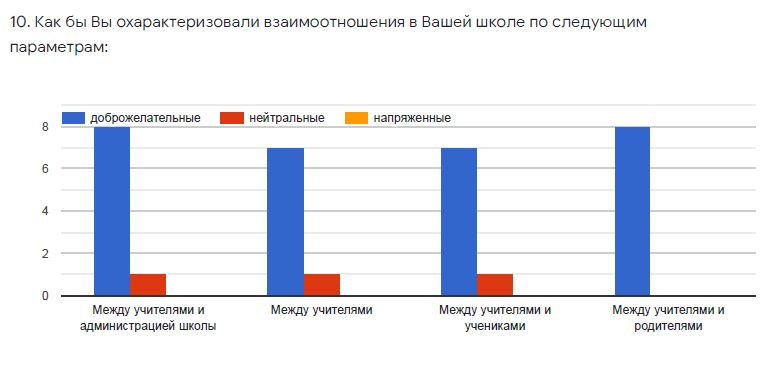 10. Как бы Вы охарактеризовали взаимоотношения в Вашей школе по следующим
параметрам:
доброжелательные нейтральные напряженные
8
6
4
2
0
Между учителями и администрацией школы
Между учителями
Между учителями и учениками
Между учителями и родителями